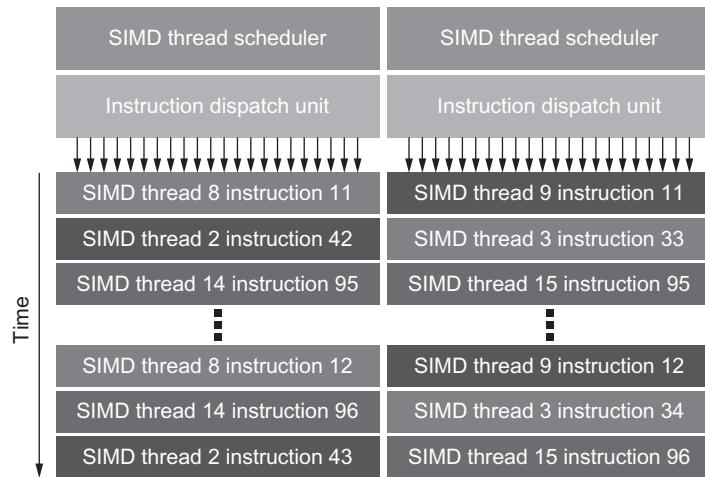 SIMD thread scheduler
SIMD thread scheduler
Instruction dispatch unit
Instruction dispatch unit
Time
SIMD thread 8 instruction 11
SIMD thread 9 instruction 11
SIMD thread 2 instruction 42
SIMD thread 3 instruction 33
SIMD thread 14 instruction 95
SIMD thread 15 instruction 95
SIMD thread 8 instruction 12
SIMD thread 9 instruction 12
SIMD thread 14 instruction 96
SIMD thread 3 instruction 34
SIMD thread 2 instruction 43
SIMD thread 15 instruction 96